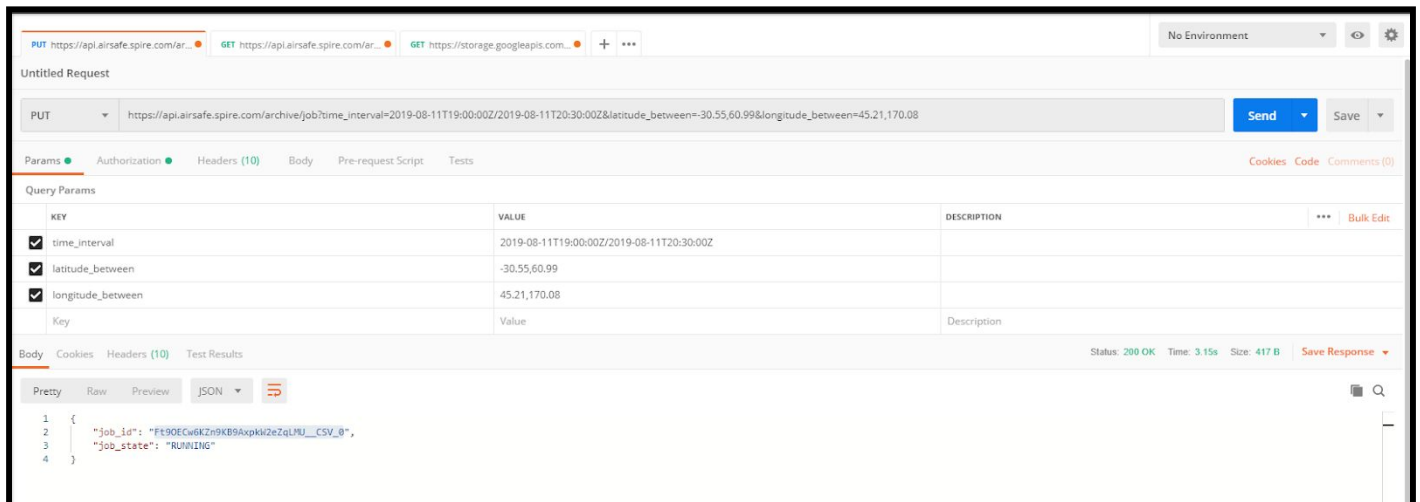 PUT https://api.airsafe.spire.com/ar... GET https://api.airsafe.spire.com/ar... GET https://storage.googleapis.com... + ••• No Environment
Untitled Request
PUT https://api.airsafe.spire.com/archive/job?time_interval=2019-08-11T19:00:00Z/2019-08-11T20:30:00Z&latitude_between=-30.55,60.99&longitude_between=45.21,170.08 Send Save
Params Authorization Headers (10) Body Pre-request Script Tests Cookies Code Comments (0)
Query Params
KEY VALUE DESCRIPTION ••• Bulk Edit
time_interval 2019-08-11T19:00:00Z/2019-08-11T20:30:00Z
latitude_between -30.55,60.99
longitude_between 45.21,170.08
Key Value Description
Body Cookies Headers (10) Test Results Status: 200 OK Time: 3.15s Size: 417 B Save Response
Pretty Raw Preview JSON
1 {
2 "job_id": "Ft9OECw6KZn9KB9AxpkW2eZqLMU__CSV_0",
3 "job_state": "RUNNING"
4 }